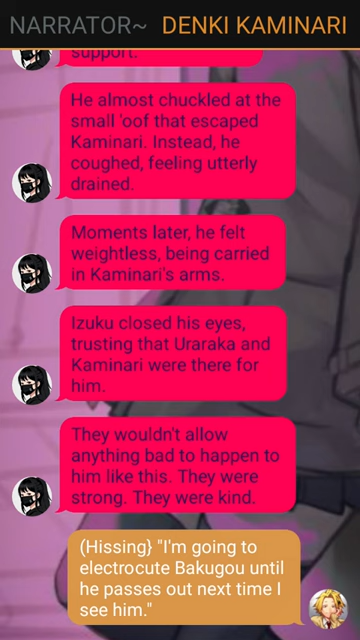 NARRATOR~ DENKI KAMINARI
support.
He almost chuckled at the
small 'oof that escaped
Kaminari. Instead, he
coughed, feeling utterly
drained.
Moments later, he felt
weightless, being carried
in Kaminari's arms.
Izuku closed his eyes,
trusting that Uraraka and
Kaminari were there for
him.
They wouldn't allow
anything bad to happen to
him like this. They were
strong. They were kind.
(Hissing} "I'm going to
electrocute Bakugou until
he passes out next time I
see him."